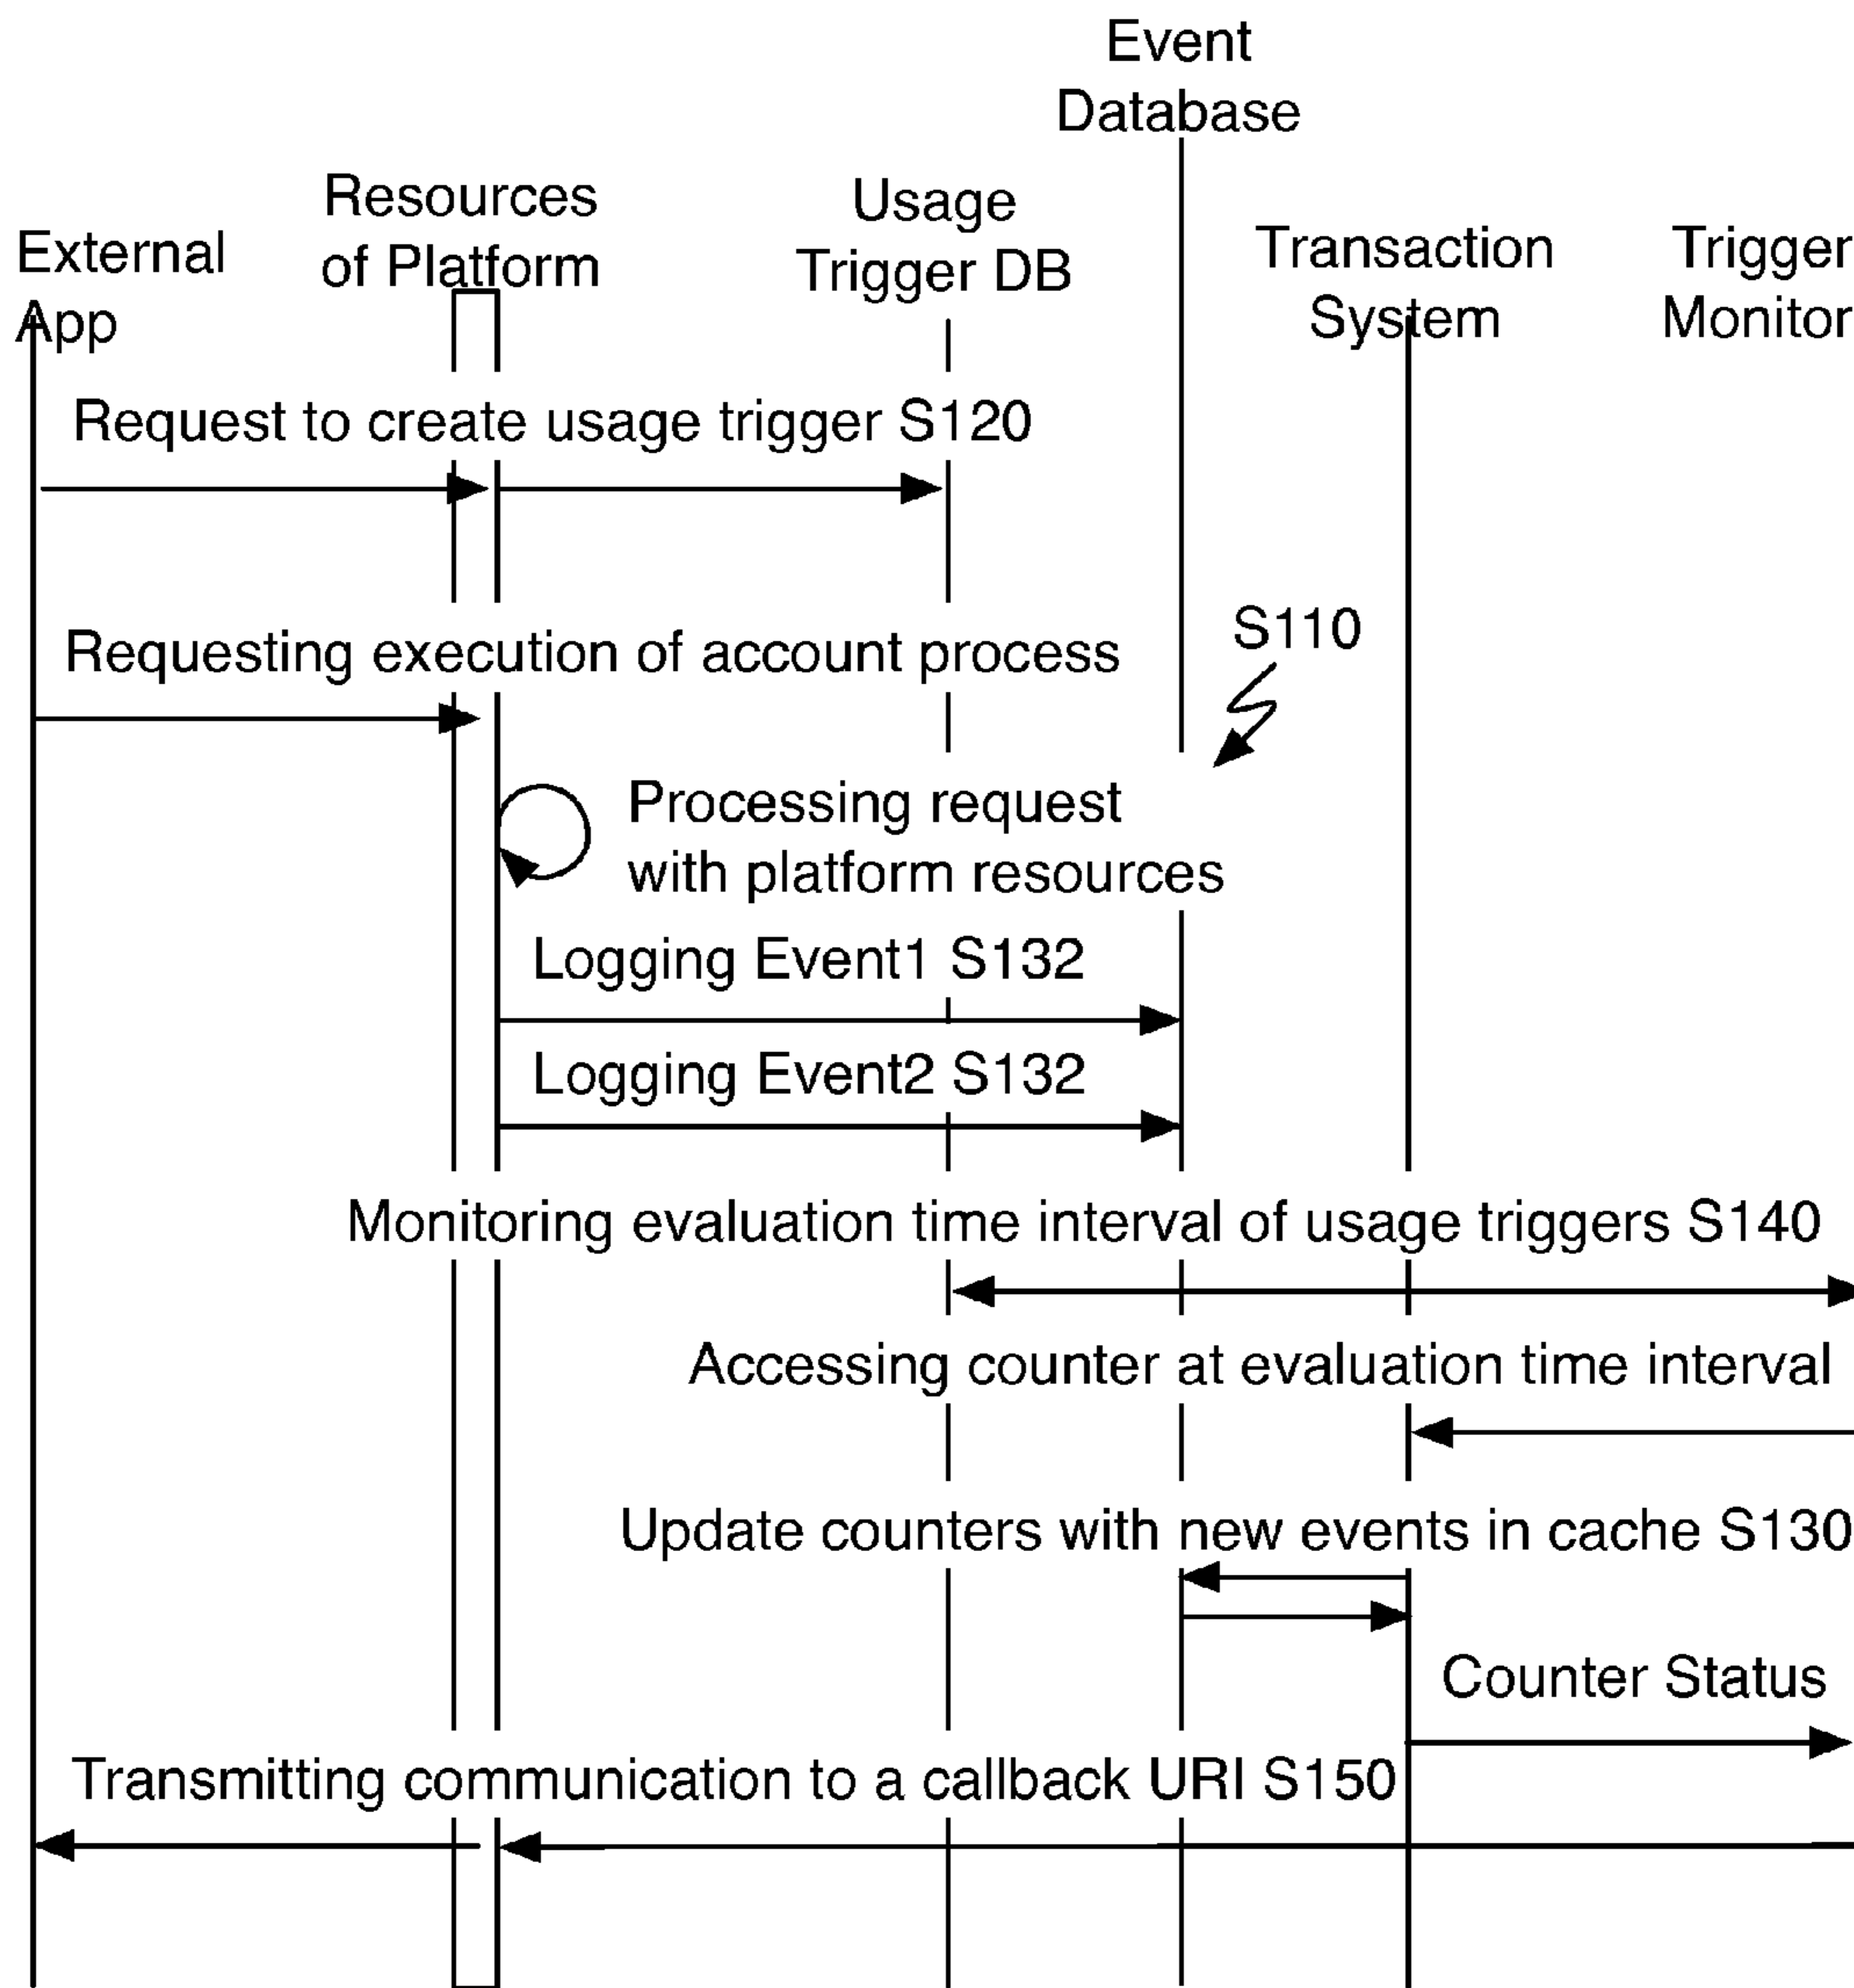 Event
Database
Resources
of Platform
Usage
Trigger DB
External
App
Transaction
System
Trigger
Monitor
Request to create usage trigger S120
Requesting execution of account process
S110
Processing request
with platform resources
Logging Event1 S132
Logging Event2 S132
Monitoring evaluation time interval of usage triggers S140
Accessing counter at evaluation time interval
Update counters with new events in cache S130
Counter Status
Transmitting communication to a callback URI S150